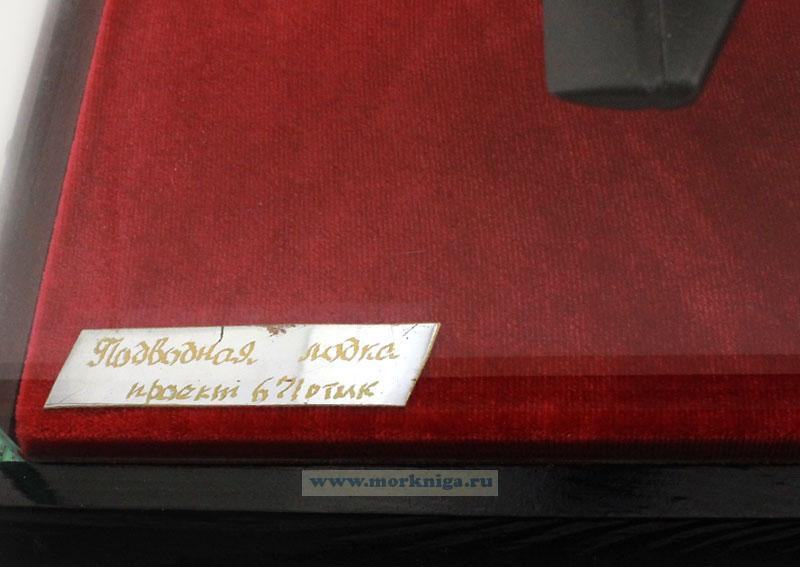 Подводная лодка
проект 671ртмк
www.morkniga.ru